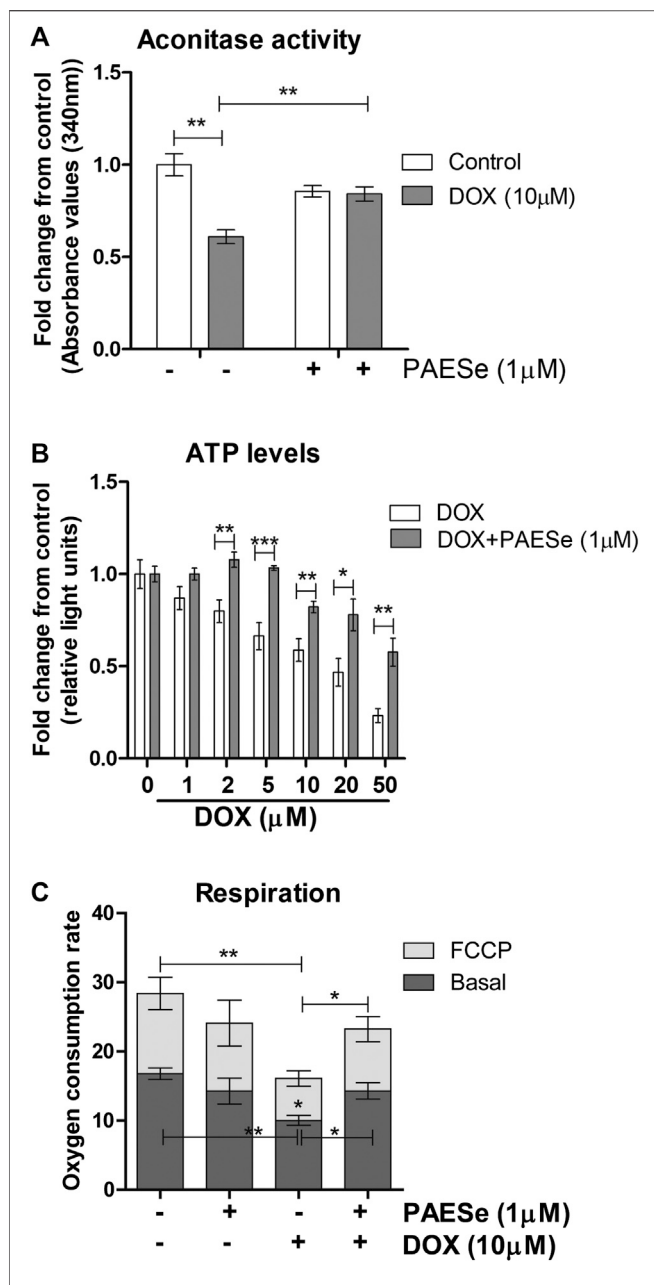 A
Aconitase activity
Fold change from control
(Absorbance values (340nm))
1.5
1.0
0.5
0.0
**
**
Control
DOX (10μM)
- - + + PAESe (1μM)
B
ATP levels
Fold change from control
(relative light units)
1.5
1.0
0.5
0.0
**
***
**
*
**
DOX
DOX+PAESe (1μM)
0 1 2 5 10 20 50
DOX (μM)
C
Respiration
Oxygen consumption rate
40
30
20
10
0
**
*
*
**
*
FCCP
Basal
- + - + PAESe (1μM)
- - + + DOX (10μM)